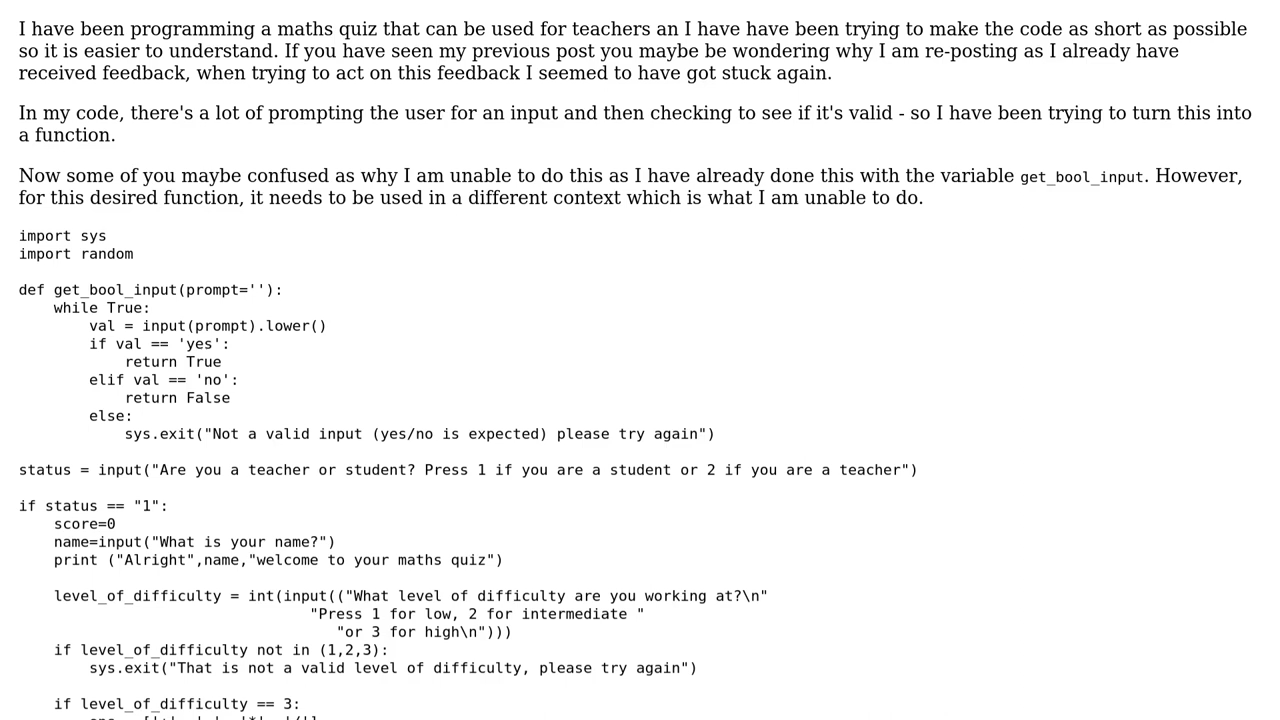 I have been programming a maths quiz that can be used for teachers an I have have been trying to make the code as short as possible
so it is easier to understand. If you have seen my previous post you maybe be wondering why I am re-posting as I already have
received feedback, when trying to act on this feedback I seemed to have got stuck again.
In my code, there's a lot of prompting the user for an input and then checking to see if it's valid - so I have been trying to turn this into
a function.
Now some of you maybe confused as why I am unable to do this as I have already done this with the variable get_bool_input. However,
for this desired function, it needs to be used in a different context which is what I am unable to do.
import sys
import random
def get_bool_input(prompt=''):
    while True:
        val = input(prompt).lower()
        if val == 'yes':
            return True
        elif val == 'no':
            return False
        else:
            sys.exit("Not a valid input (yes/no is expected) please try again")
status = input("Are you a teacher or student? Press 1 if you are a student or 2 if you are a teacher")
if status == "1":
    score=0
    name=input("What is your name?")
    print ("Alright",name,"welcome to your maths quiz")
    level_of_difficulty = int(input(("What level of difficulty are you working at?\n"
                                 "Press 1 for low, 2 for intermediate "
                                    "or 3 for high\n")))
    if level_of_difficulty not in (1,2,3):
        sys.exit("That is not a valid level of difficulty, please try again")
    if level_of_difficulty == 3: